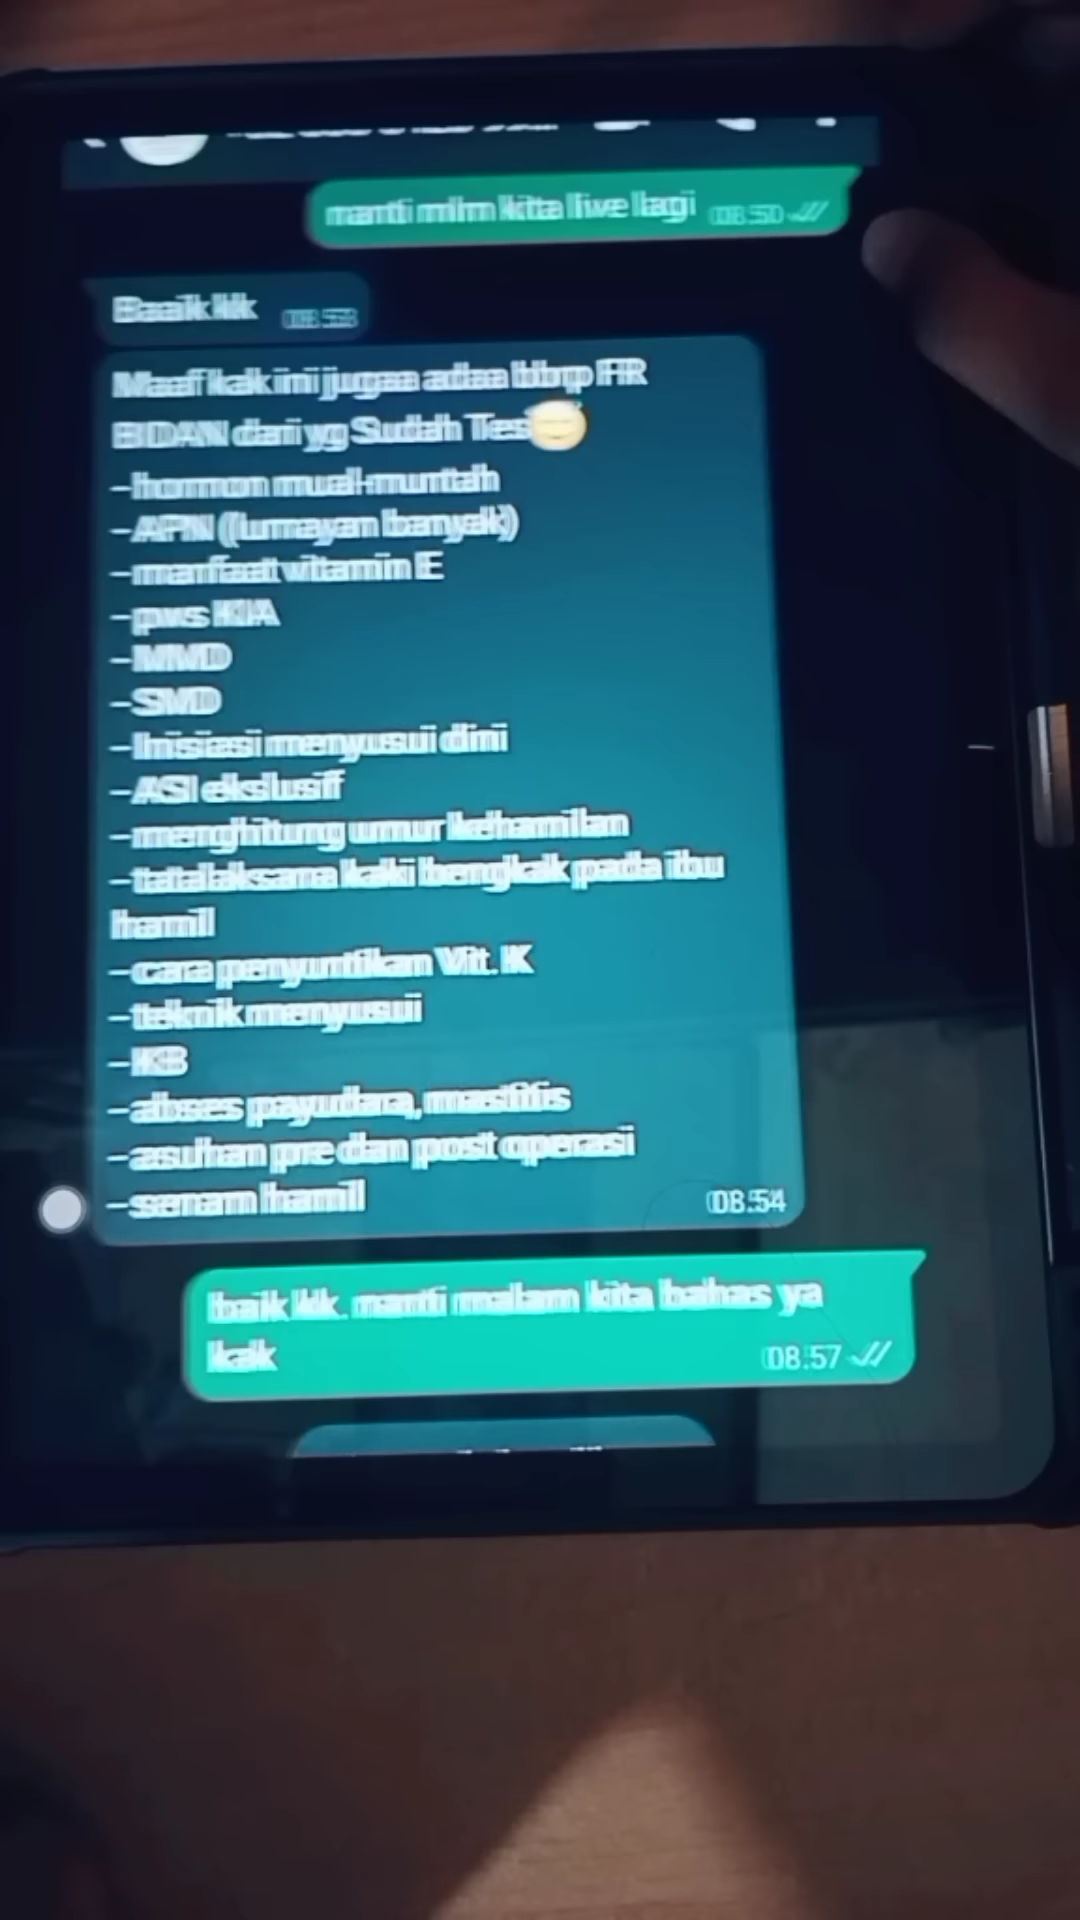 nanti mlm kita live lagi 08:50
Baaik kk 08:53
Maaf kak ini jugaa adaa bbrp FR
BIDAN dari yg Sudah Tes
-hormon mual-muntah
-APN (lumayan banyak)
-manfaat vitamin E
-pws KIA
-MMD
-SMD
-Inisiasi menyusui dini
-ASI ekslusif
-menghitung umur kehamilan
-tatalaksana kaki bengkak pada ibu
hamil
-cara penyuntikan Vit. K
-teknik menyusui
-KB
-abses payudara, mastitis
-asuhan pre dan post operasi
-senam hamil 08:54
baik kk. nanti malam kita bahas ya
kak 08:57